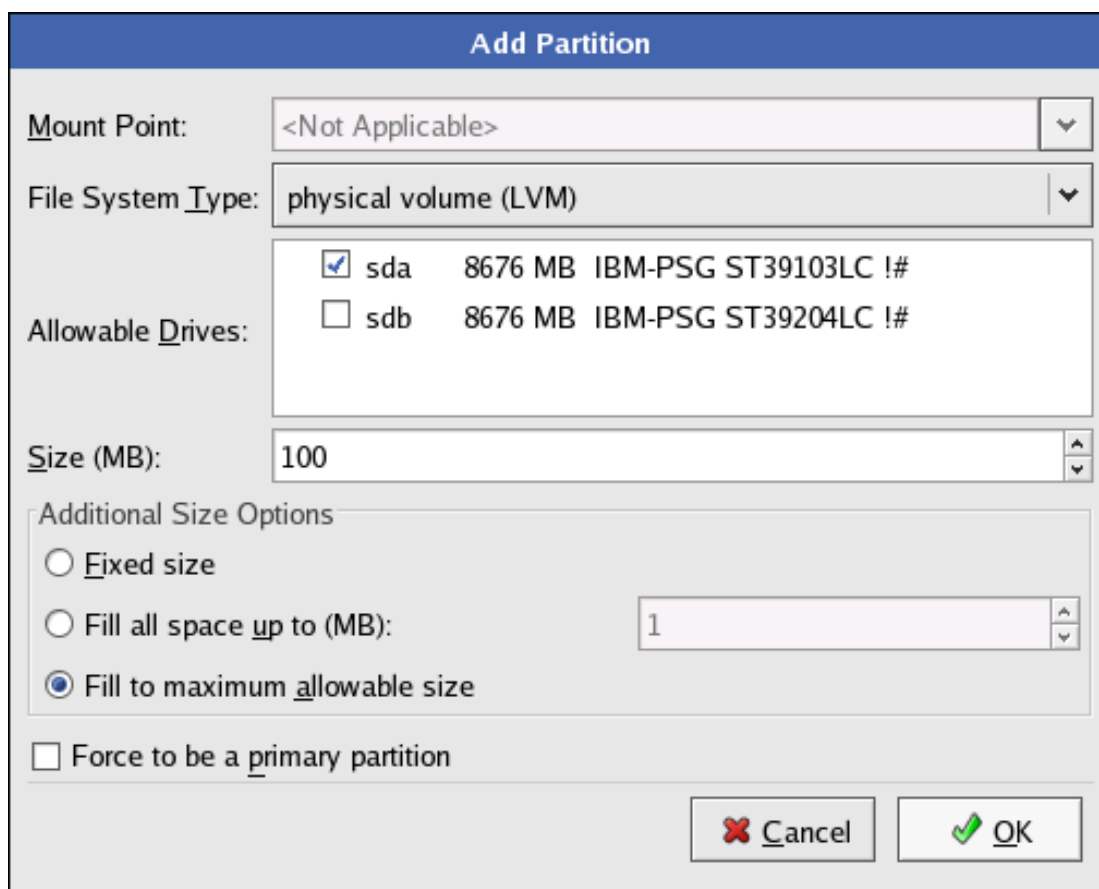 Add Partition
Mount Point: <Not Applicable>
File System Type: physical volume (LVM)
Allowable Drives:
sda 8676 MB IBM-PSG ST39103LC !#
sdb 8676 MB IBM-PSG ST39204LC !#
Size (MB): 100
Additional Size Options
Fixed size
Fill all space up to (MB): 1
Fill to maximum allowable size
Force to be a primary partition
Cancel OK